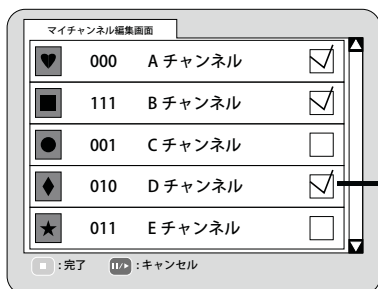 マイチャンネル編集画面
000 A チャンネル
111 B チャンネル
001 C チャンネル
010 D チャンネル
011 E チャンネル
:完了 :キャンセル